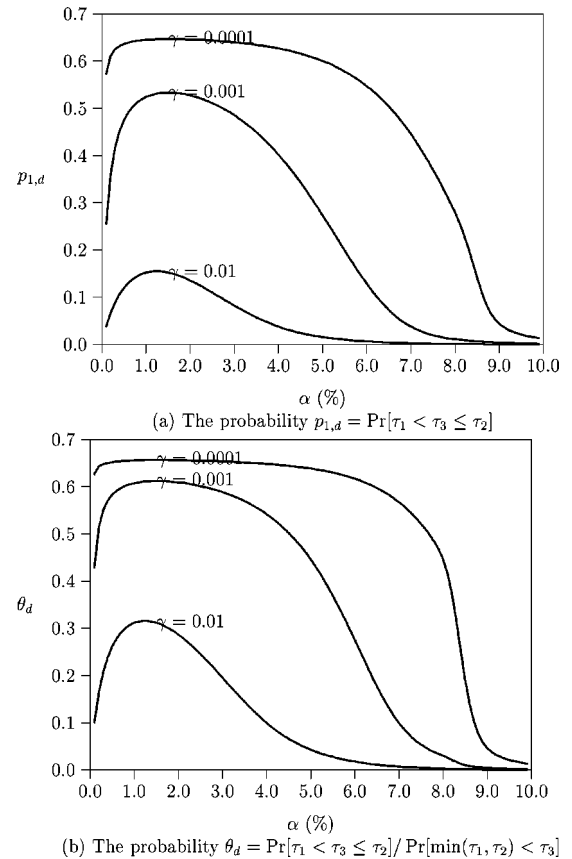 0.7
γ = 0.0001
0.6
0.5
γ = 0.001
0.4
p1,d
0.3
0.2
γ = 0.01
0.1
0.0
0.0 1.0 2.0 3.0 4.0 5.0 6.0 7.0 8.0 9.0 10.0
α (%)
(a) The probability p1,d = Pr[τ1 < τ3 ≤ τ2]
0.7
γ = 0.0001
0.6
γ = 0.001
0.5
0.4
θd
0.3
γ = 0.01
0.2
0.1
0.0
0.0 1.0 2.0 3.0 4.0 5.0 6.0 7.0 8.0 9.0 10.0
α (%)
(b) The probability θd = Pr[τ1 < τ3 ≤ τ2]/ Pr[min(τ1, τ2) < τ3]